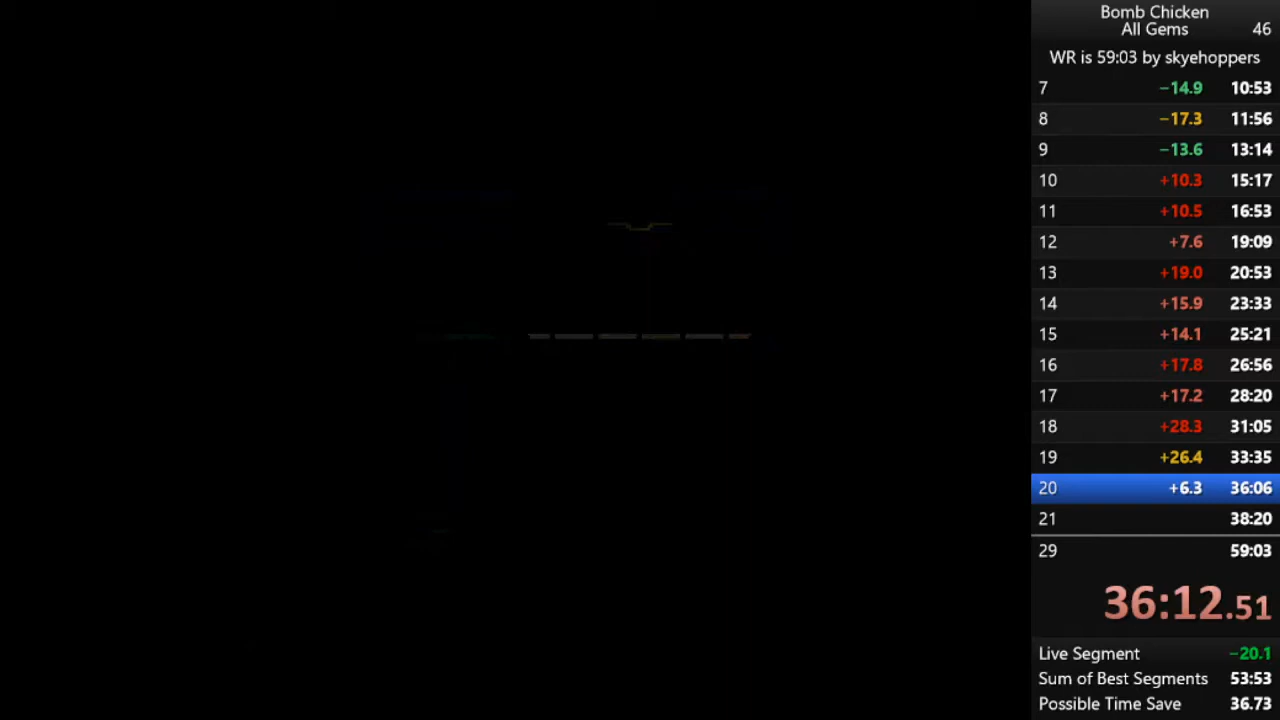 Bomb Chicken
All Gems 46
WR is 59:03 by skyehoppers
7 −14.9 10:53
8 −17.3 11:56
9 −13.6 13:14
10 +10.3 15:17
11 +10.5 16:53
12 +7.6 19:09
13 +19.0 20:53
14 +15.9 23:33
15 +14.1 25:21
16 +17.8 26:56
17 +17.2 28:20
18 +28.3 31:05
19 +26.4 33:35
20 +6.3 36:06
21 38:20
29 59:03
36:12.51
Live Segment −20.1
Sum of Best Segments 53:53
Possible Time Save 36.73